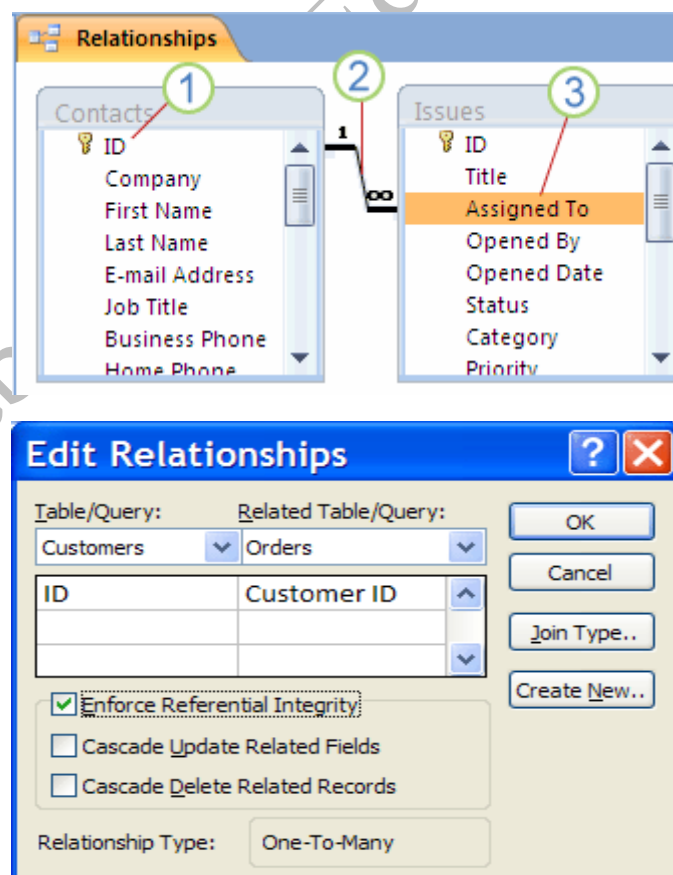 Relationships
1
2
3
Contacts
ID
Company
First Name
Last Name
E-mail Address
Job Title
Business Phone
Home Phone
1
∞
Issues
ID
Title
Assigned To
Opened By
Opened Date
Status
Category
Priority
Edit Relationships
?
Table/Query: Related Table/Query:
Customers Orders
ID Customer ID
Enforce Referential Integrity
Cascade Update Related Fields
Cascade Delete Related Records
Relationship Type: One-To-Many
OK
Cancel
Join Type..
Create New..